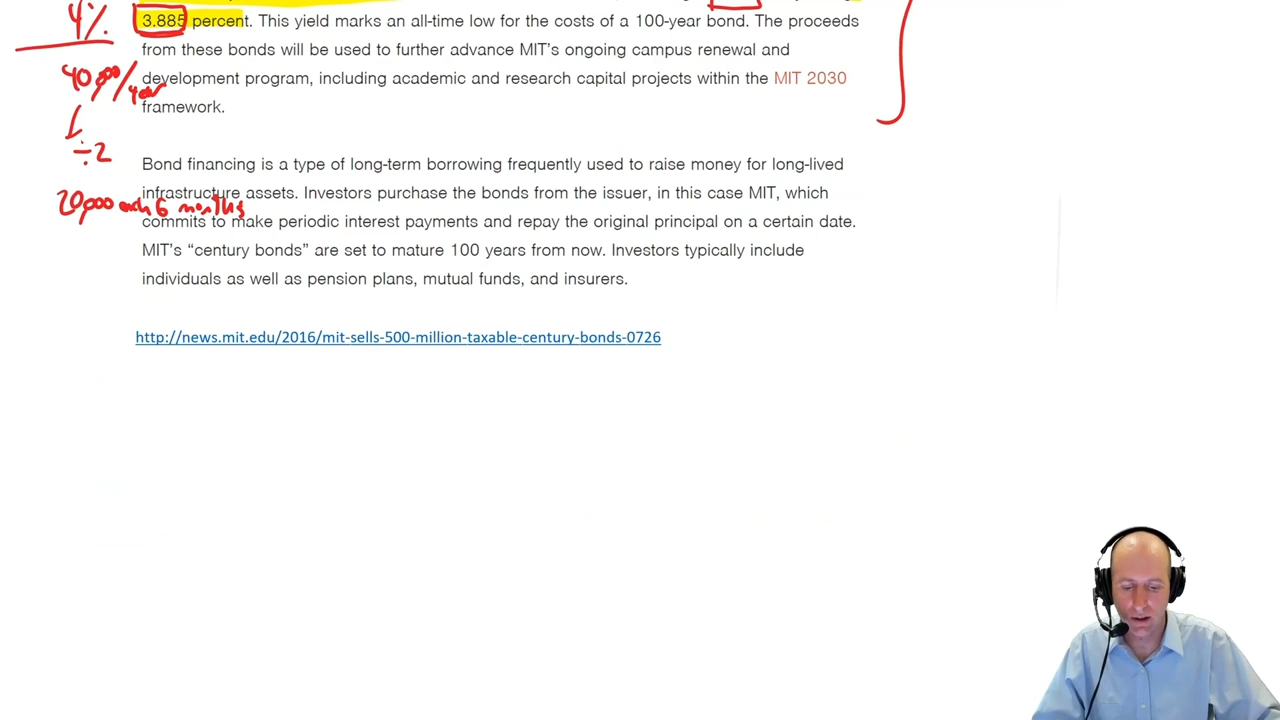 4%
3.885 percent. This yield marks an all-time low for the costs of a 100-year bond. The proceeds
from these bonds will be used to further advance MIT's ongoing campus renewal and
40,000/year
development program, including academic and research capital projects within the MIT 2030
framework.
÷2
Bond financing is a type of long-term borrowing frequently used to raise money for long-lived
infrastructure assets. Investors purchase the bonds from the issuer, in this case MIT, which
20,000 each 6 months
commits to make periodic interest payments and repay the original principal on a certain date.
MIT's “century bonds” are set to mature 100 years from now. Investors typically include
individuals as well as pension plans, mutual funds, and insurers.
http://news.mit.edu/2016/mit-sells-500-million-taxable-century-bonds-0726